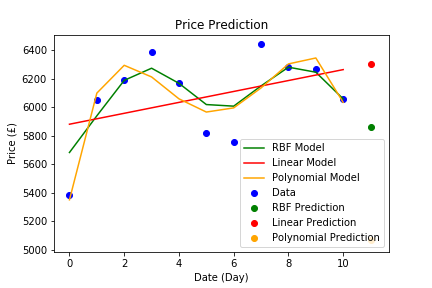 Price Prediction
Price (£)
6400
6200
6000
5800
5600
5400
5200
5000
0
2
4
6
8
10
Date (Day)
RBF Model
Linear Model
Polynomial Model
Data
RBF Prediction
Linear Prediction
Polynomial Prediction